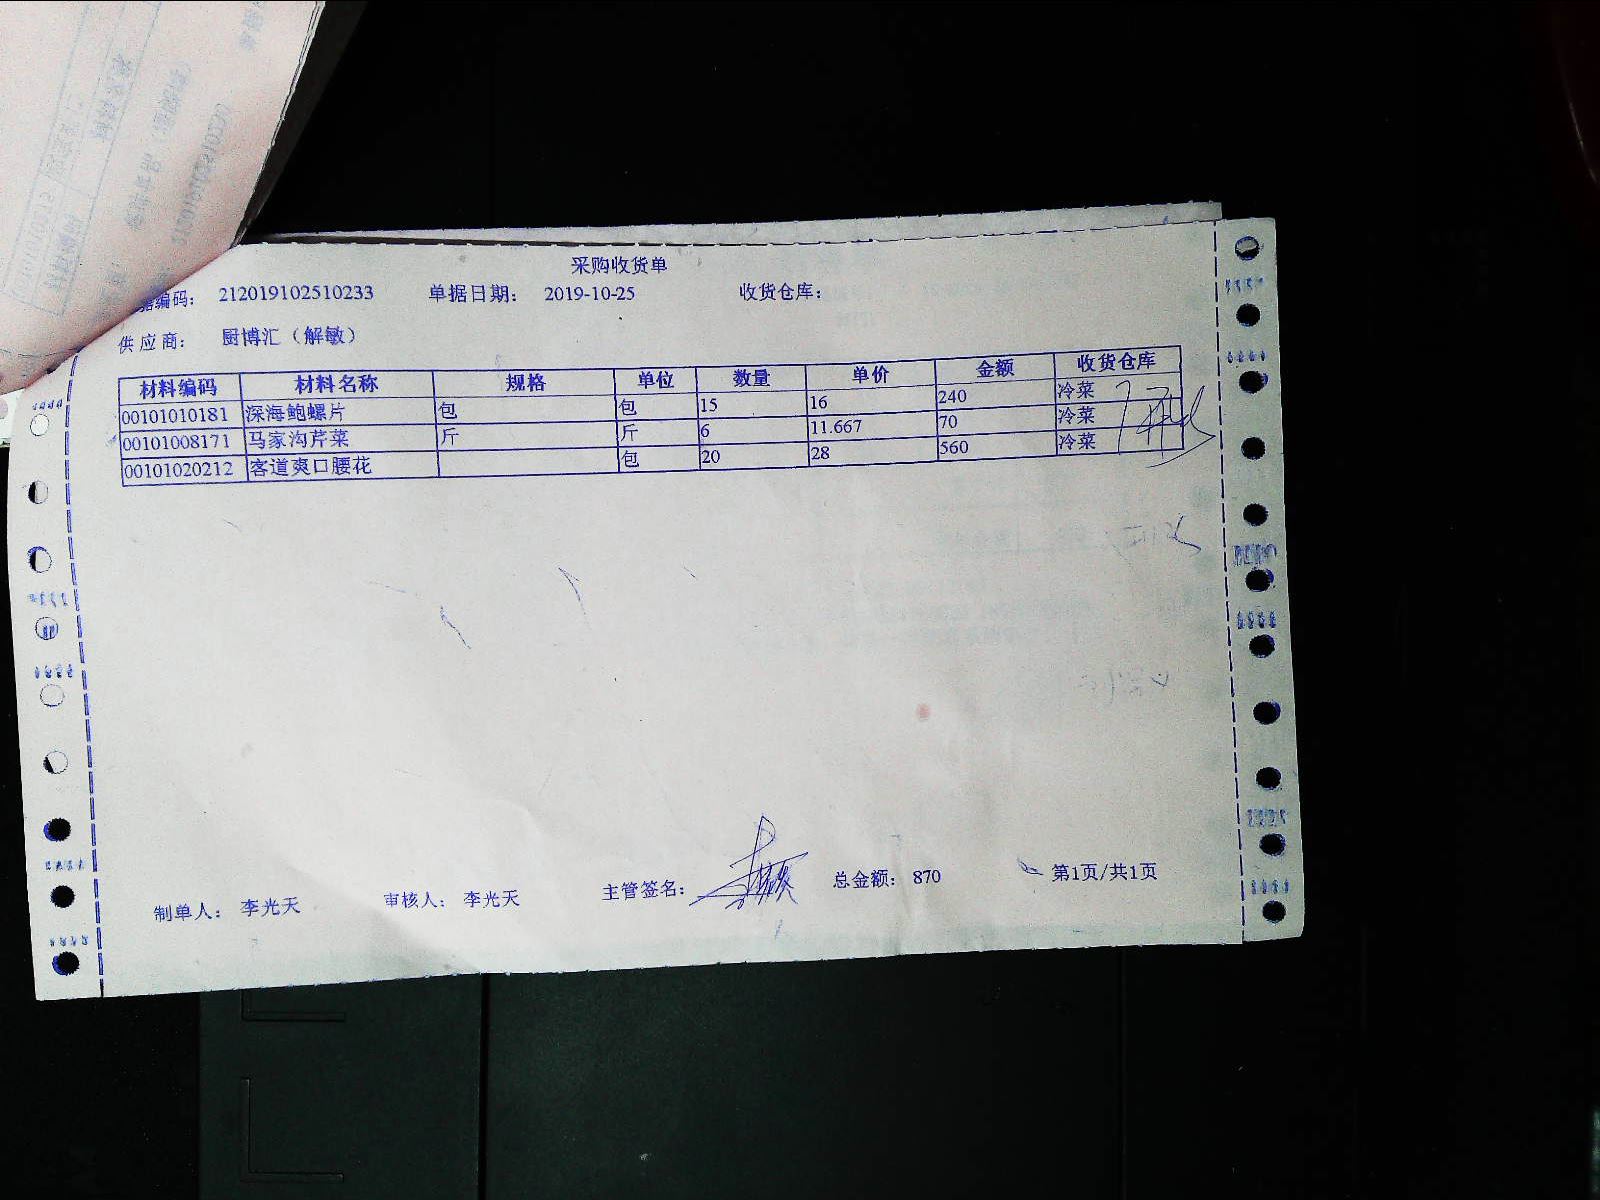 采购收货单
据编码： 212019102510233 单据日期： 2019-10-25 收货仓库：
供应商： 厨博汇（解敏）
材料编码 材料名称 规格 单位 数量 单价 金额 收货仓库
00101010181 深海鲍螺片 包 包 15 16 240 冷菜
00101008171 马家沟芹菜 斤 斤 6 11.667 70 冷菜
00101020212 客道爽口腰花 包 20 28 560 冷菜
制单人： 李光天 审核人： 李光天 主管签名： 总金额： 870 第1页/共1页